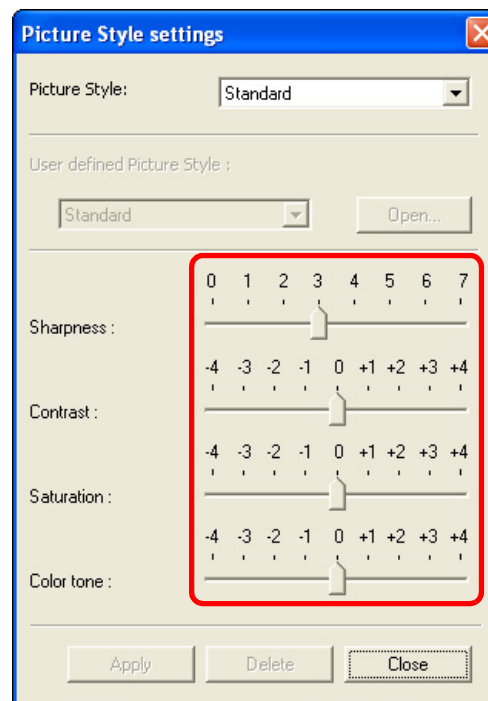 Picture Style settings
Picture Style: Standard
User defined Picture Style :
Standard Open...
0 1 2 3 4 5 6 7
Sharpness :
-4 -3 -2 -1 0 +1 +2 +3 +4
Contrast :
-4 -3 -2 -1 0 +1 +2 +3 +4
Saturation :
-4 -3 -2 -1 0 +1 +2 +3 +4
Color tone :
Apply Delete Close